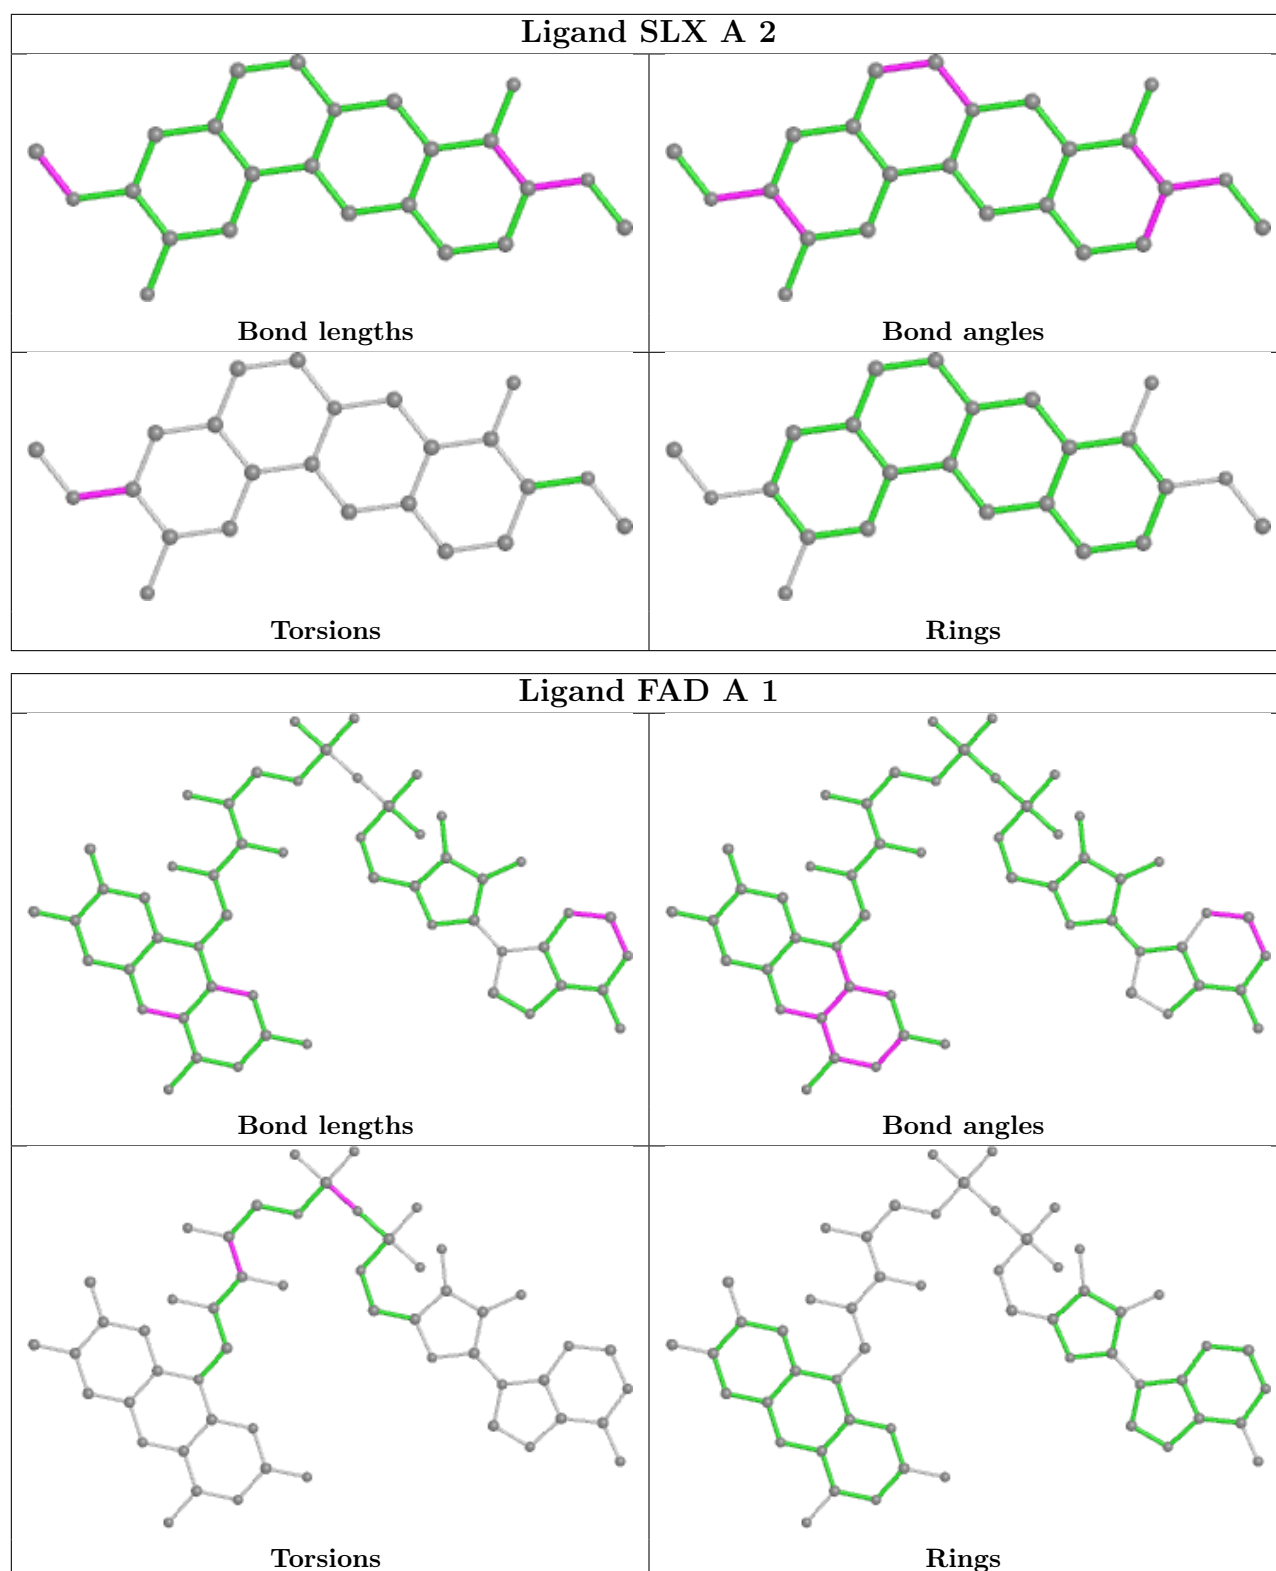 Ligand SLX A 2
Bond lengths
Bond angles
Torsions
Rings
Ligand FAD A 1
Bond lengths
Bond angles
Torsions
Rings